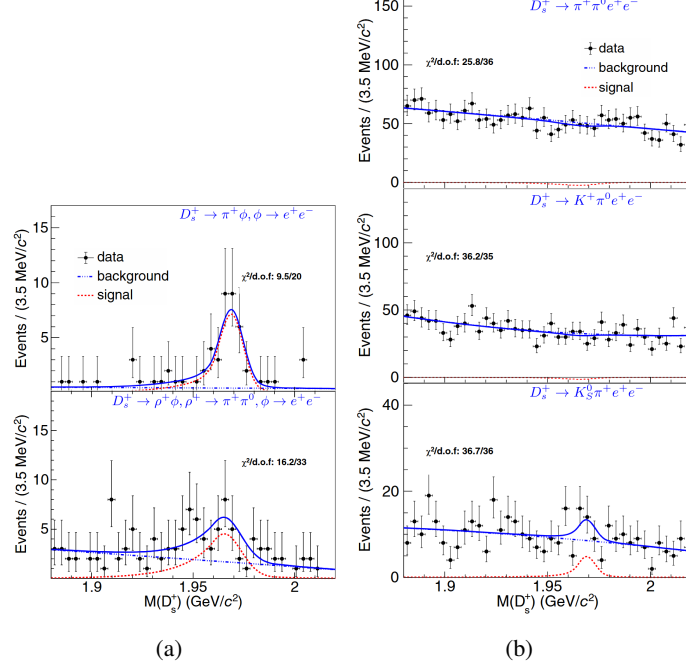 D_s^+ → π^+ φ, φ → e^+ e^-
data
background
signal
χ²/d.o.f: 9.5/20
Events / (3.5 MeV/c²)
15
10
5
D_s^+ → ρ^+ φ, ρ^+ → π^+ π^0, φ → e^+ e^-
χ²/d.o.f: 16.2/33
Events / (3.5 MeV/c²)
15
10
5
1.9
1.95
2
M(D_s^+) (GeV/c²)
(a)
D_s^+ → π^+ π^0 e^+ e^-
χ²/d.o.f: 25.8/36
data
background
signal
Events / (3.5 MeV/c²)
150
100
50
0
D_s^+ → K^+ π^0 e^+ e^-
χ²/d.o.f: 36.2/35
Events / (3.5 MeV/c²)
100
50
0
D_s^+ → K_S^0 π^+ e^+ e^-
χ²/d.o.f: 36.7/36
Events / (3.5 MeV/c²)
40
20
0
1.9
1.95
2
M(D_s^+) (GeV/c²)
(b)